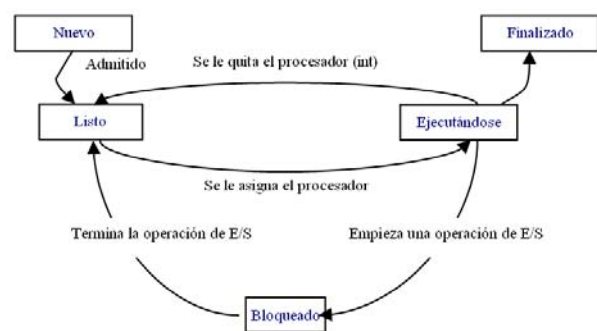 Nuevo
Finalizado
Admitido
Se le quita el procesador (int)
Listo
Ejecutándose
Se le asigna el procesador
Termina la operación de E/S
Empieza una operación de E/S
Bloqueado